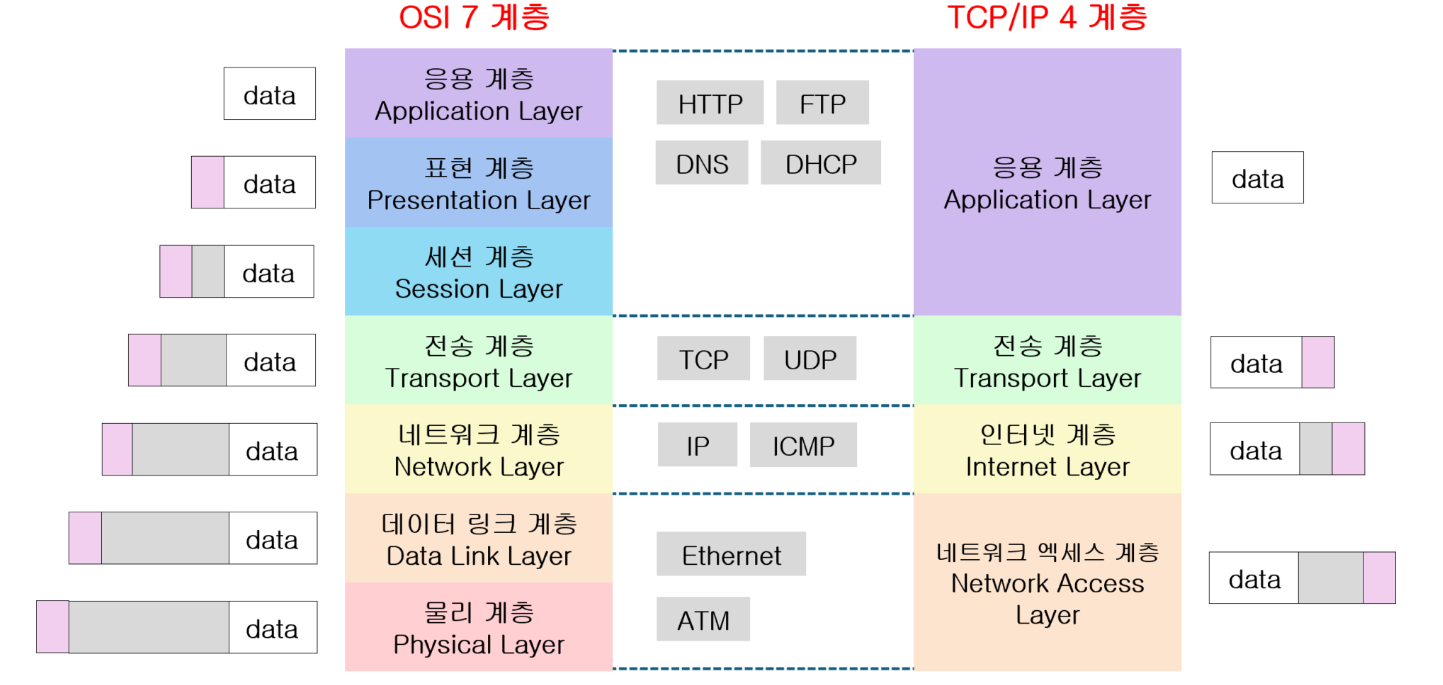 OSI 7 계층
TCP/IP 4 계층
data
응용 계층
Application Layer
HTTP
FTP
data
표현 계층
Presentation Layer
DNS
DHCP
응용 계층
Application Layer
data
data
세션 계층
Session Layer
data
전송 계층
Transport Layer
TCP
UDP
전송 계층
Transport Layer
data
data
네트워크 계층
Network Layer
IP
ICMP
인터넷 계층
Internet Layer
data
data
데이터 링크 계층
Data Link Layer
Ethernet
네트워크 엑세스 계층
Network Access
Layer
data
data
물리 계층
Physical Layer
ATM